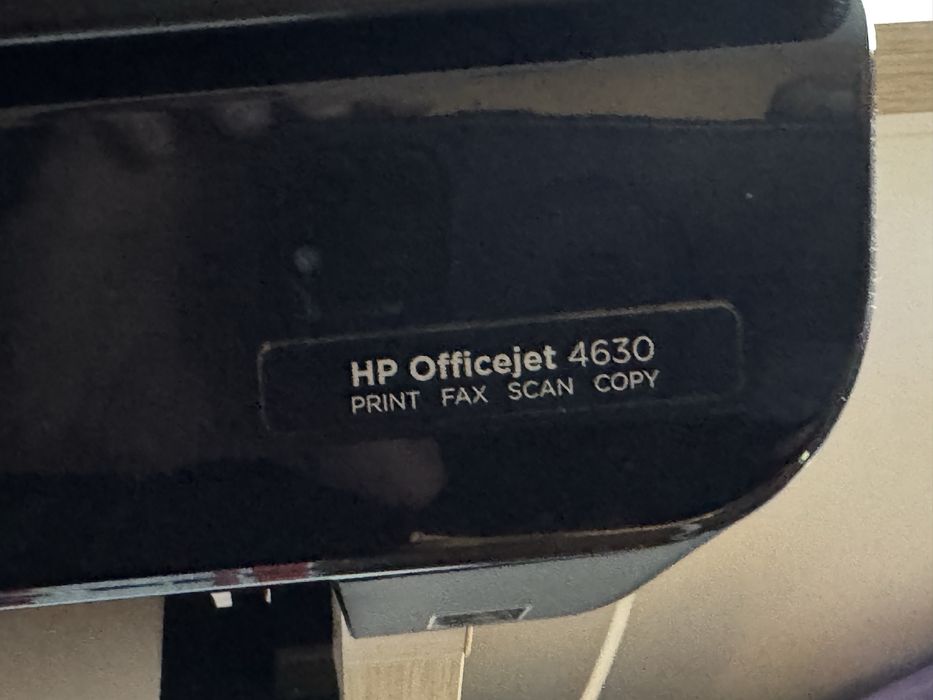 HP Officejet 4630
PRINT FAX SCAN COPY